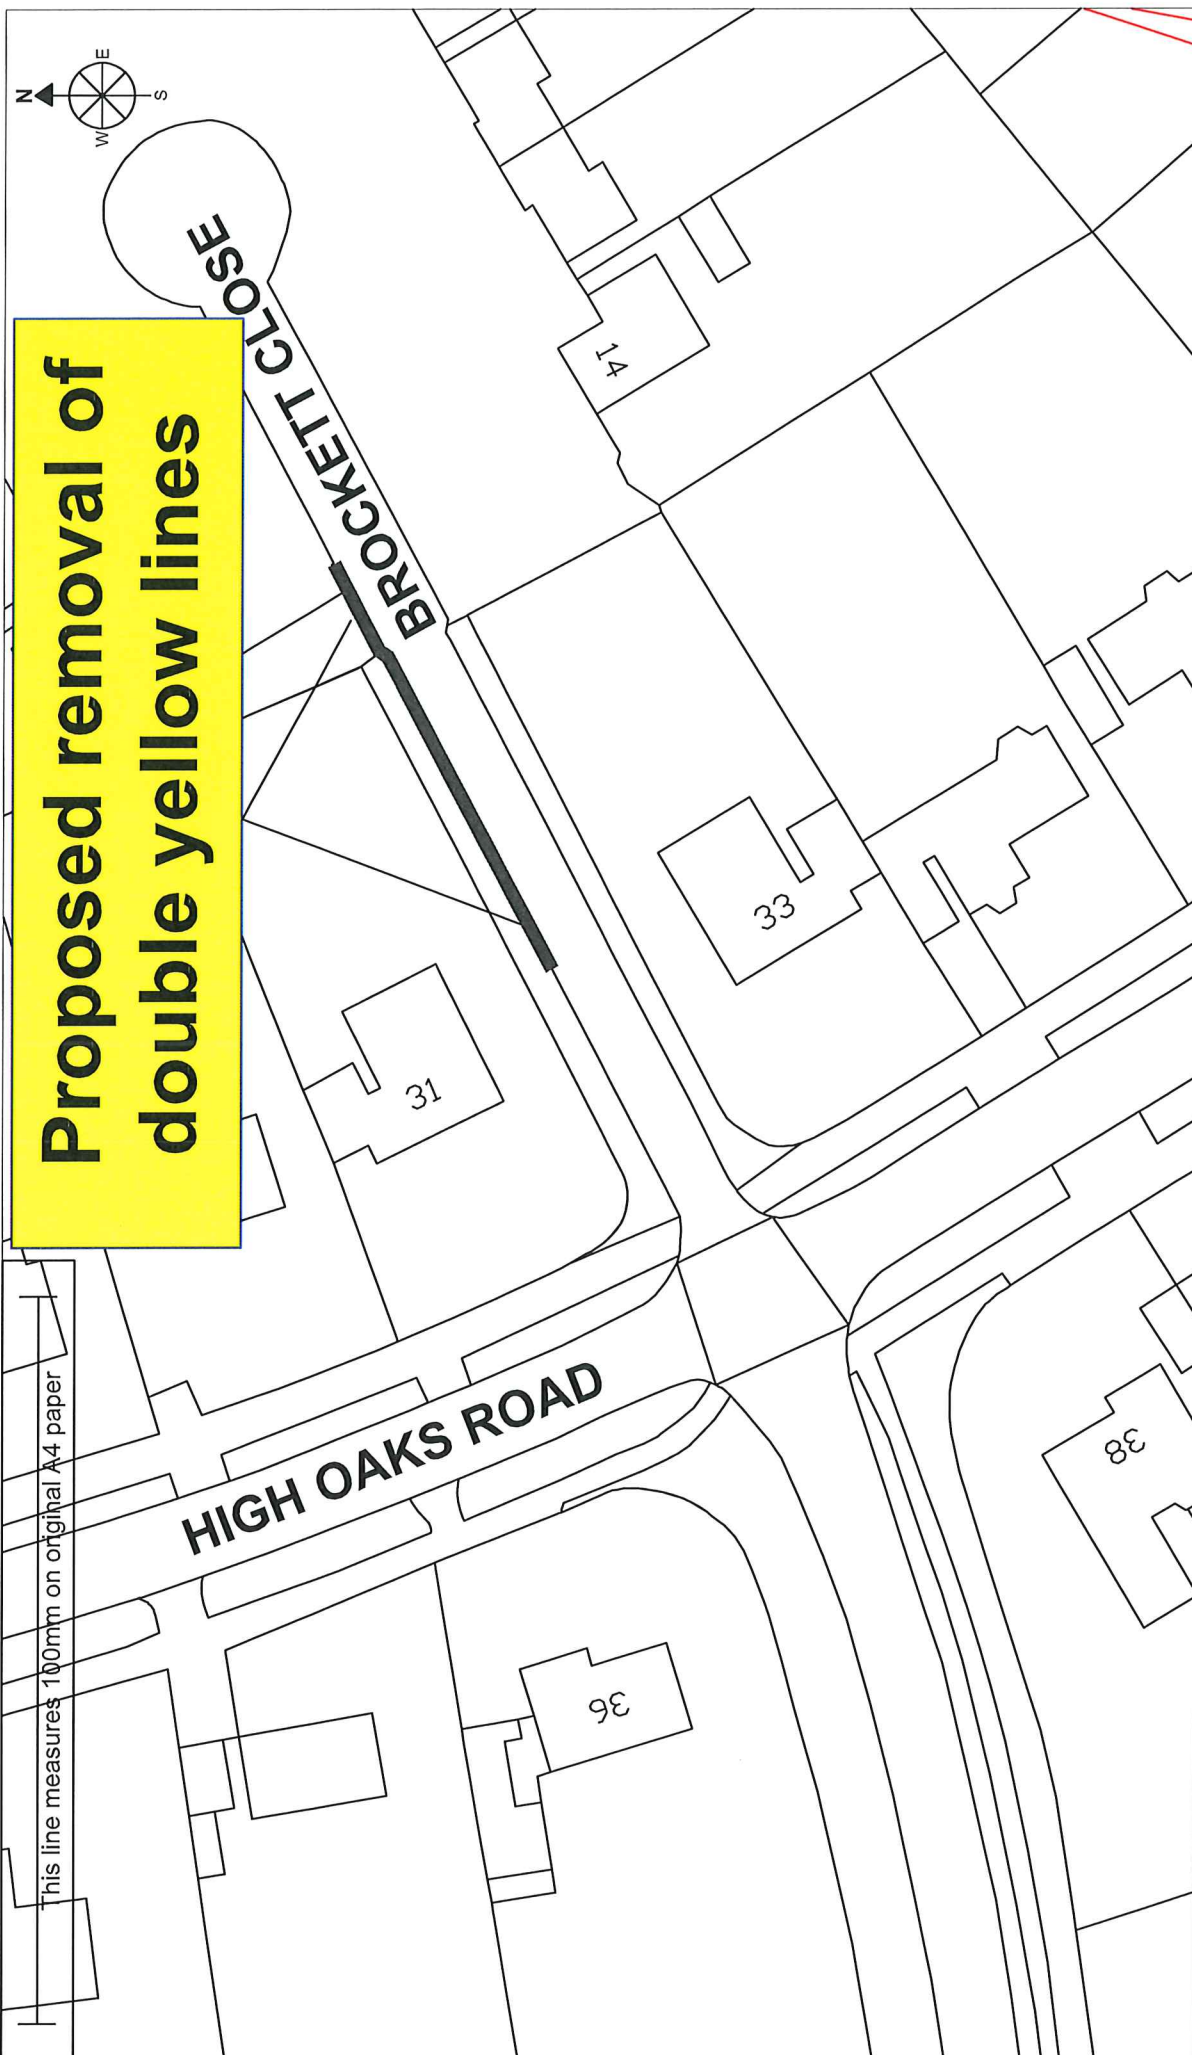 Proposed removal of
double yellow lines
N
E
S
W
BROCKETT CLOSE
14
33
31
HIGH OAKS ROAD
This line measures 100mm on original A4 paper
36
38